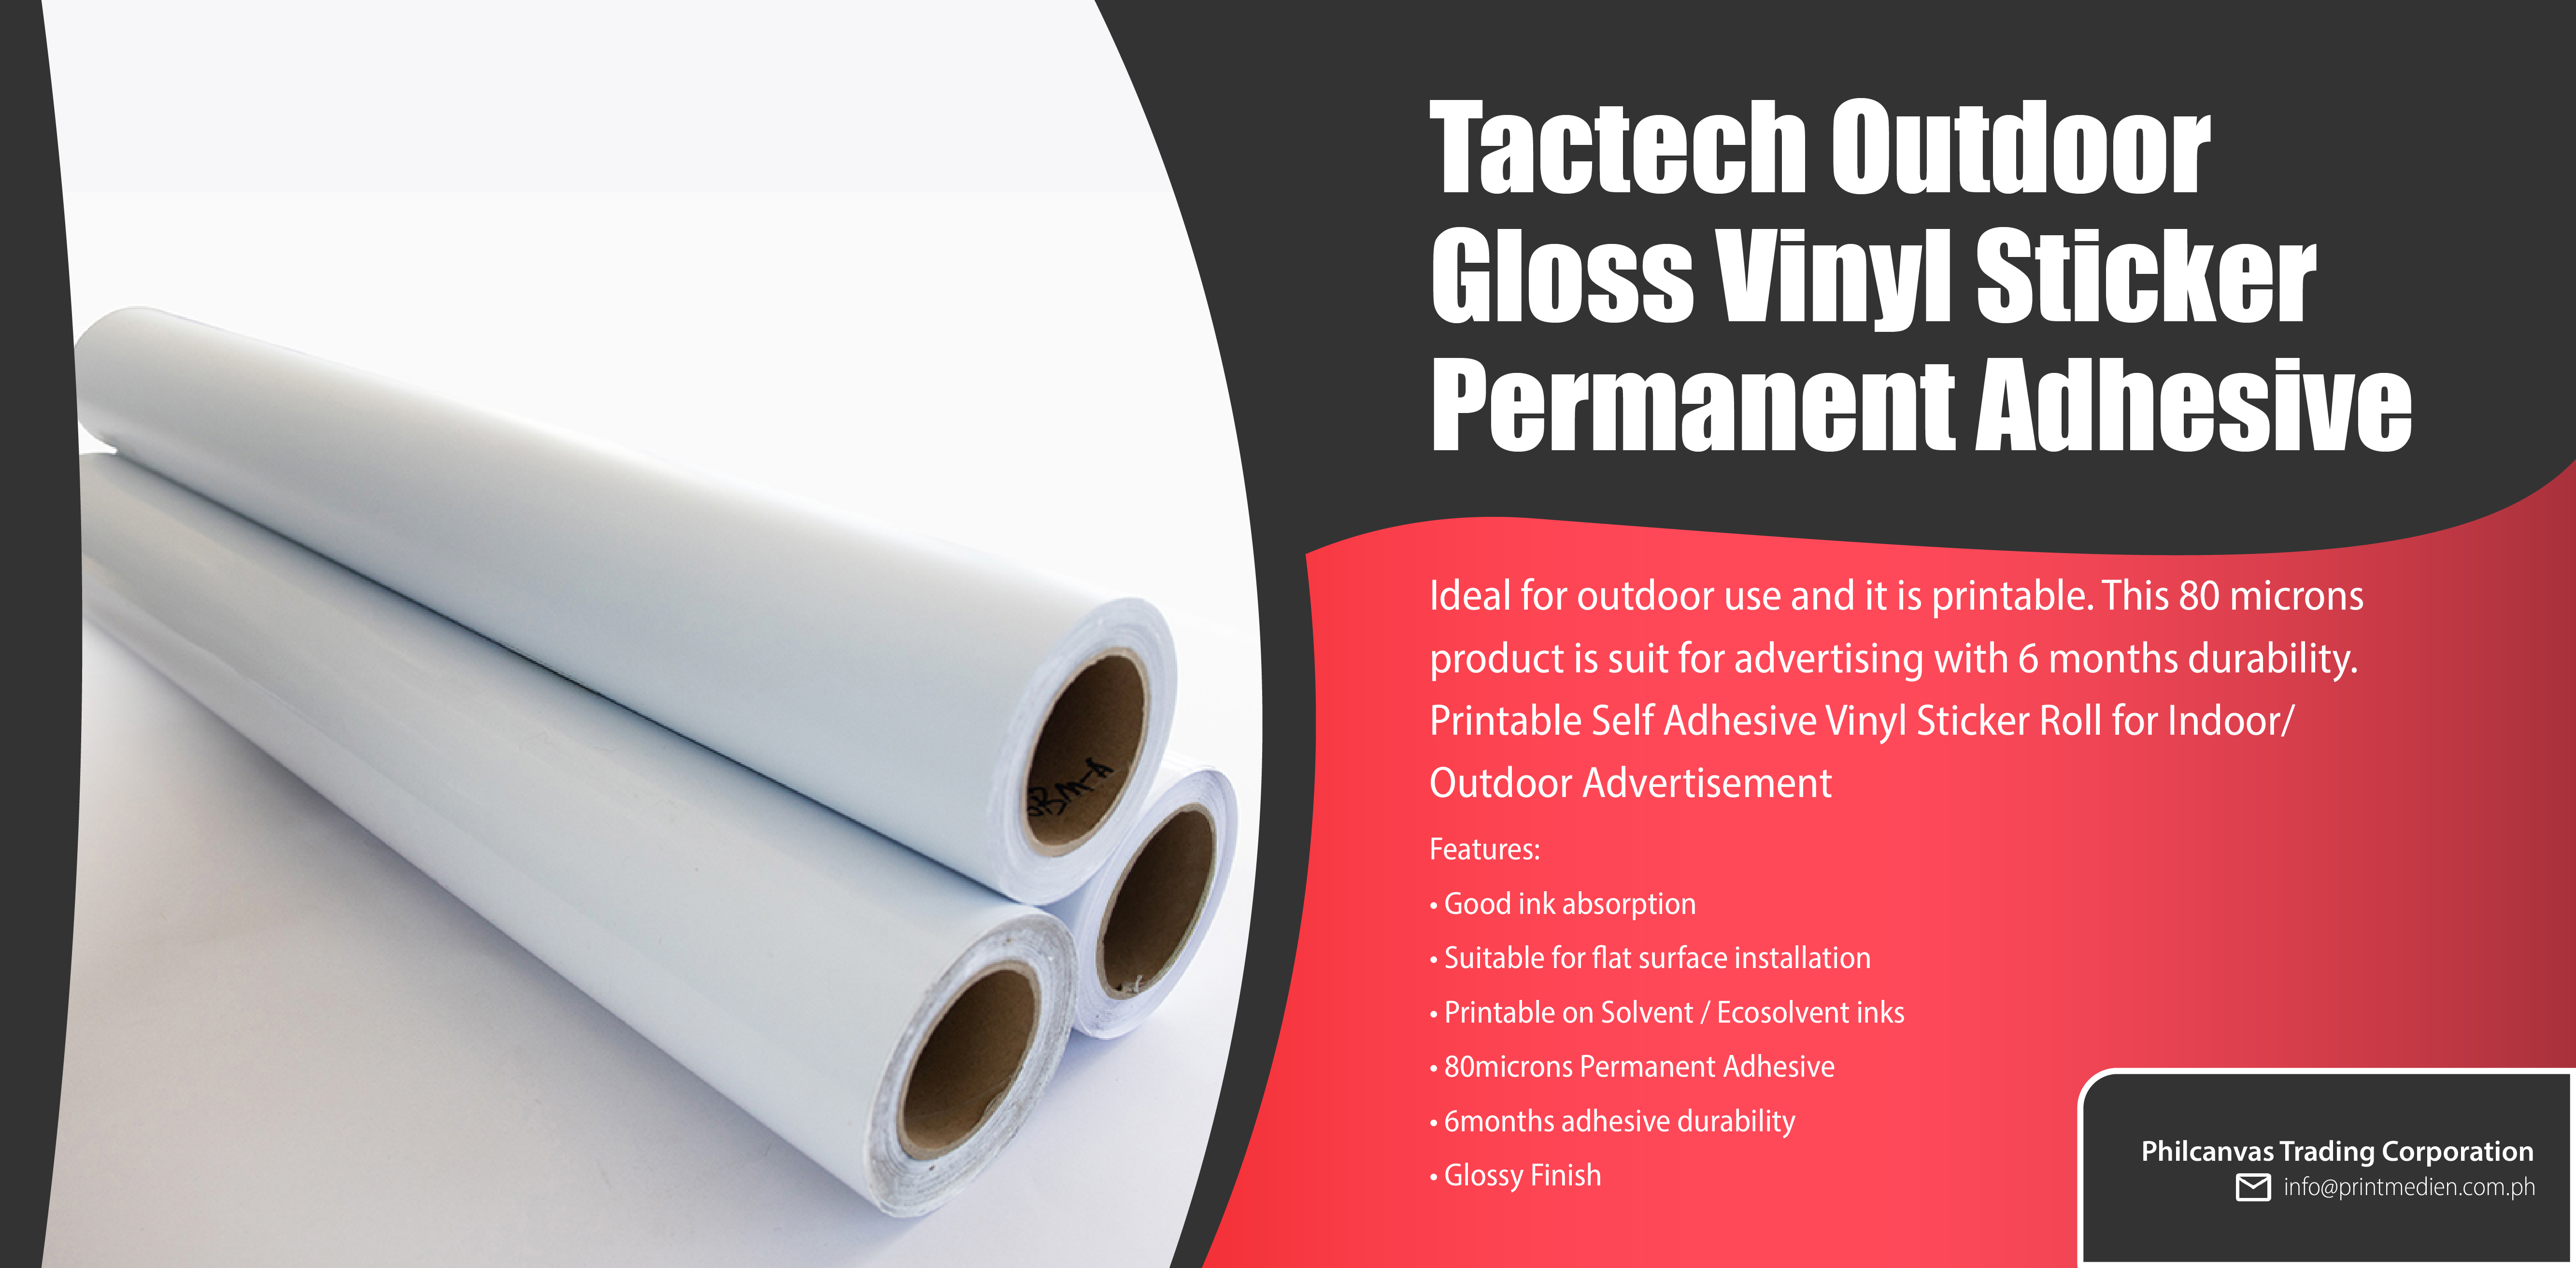 Tactech Outdoor
Gloss Vinyl Sticker
Permanent Adhesive
Ideal for outdoor use and it is printable. This 80 microns
product is suit for advertising with 6 months durability.
Printable Self Adhesive Vinyl Sticker Roll for Indoor/
Outdoor Advertisement
Features:
• Good ink absorption
• Suitable for flat surface installation
• Printable on Solvent / Ecosolvent inks
• 80microns Permanent Adhesive
• 6months adhesive durability
• Glossy Finish
Philcanvas Trading Corporation
info@printmedien.com.ph